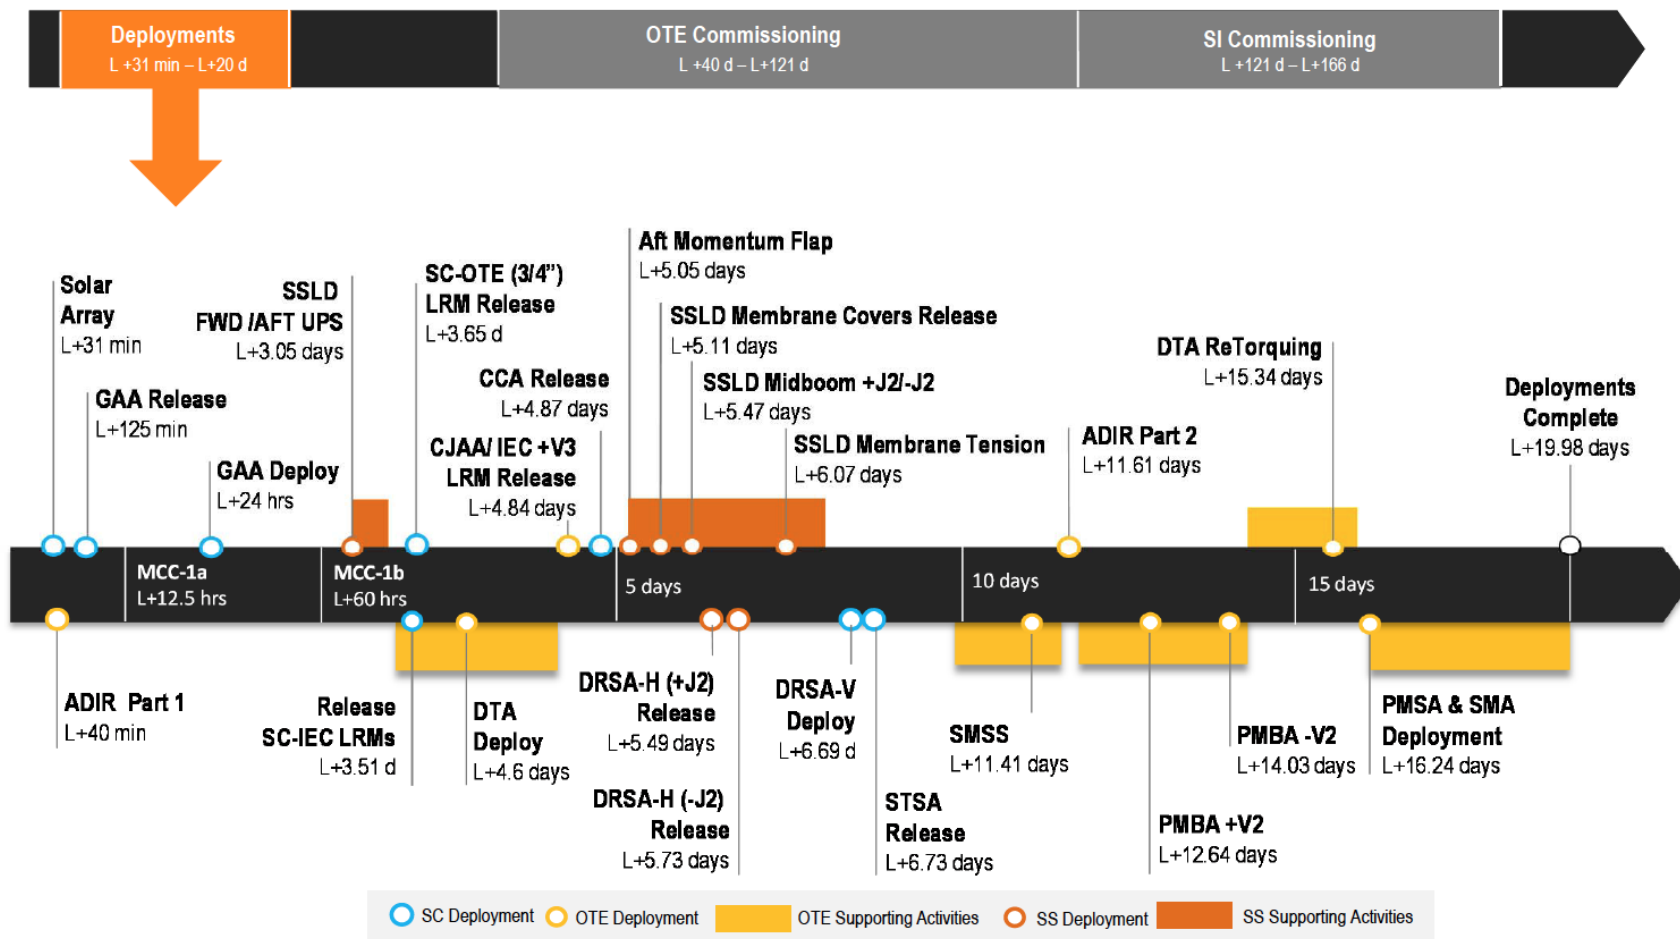 Deployments
L +31 min – L+20 d
OTE Commissioning
L +40 d – L+121 d
SI Commissioning
L +121 d – L+166 d
Solar
Array
L+31 min
GAA Release
L+125 min
GAA Deploy
L+24 hrs
SSLD
FWD /AFT UPS
L+3.05 days
SC-OTE (3/4”)
LRM Release
L+3.65 d
CCA Release
L+4.87 days
CJAA/ IEC +V3
LRM Release
L+4.84 days
Aft Momentum Flap
L+5.05 days
SSLD Membrane Covers Release
L+5.11 days
SSLD Midboom +J2/-J2
L+5.47 days
SSLD Membrane Tension
L+6.07 days
ADIR Part 2
L+11.61 days
DTA ReTorquing
L+15.34 days
Deployments
Complete
L+19.98 days
MCC-1a
L+12.5 hrs
MCC-1b
L+60 hrs
5 days
10 days
15 days
ADIR Part 1
L+40 min
Release
SC-IEC LRMs
L+3.51 d
DTA
Deploy
L+4.6 days
DRSA-H (+J2)
Release
L+5.49 days
DRSA-H (-J2)
Release
L+5.73 days
DRSA-V
Deploy
L+6.69 d
STSA
Release
L+6.73 days
SMSS
L+11.41 days
PMBA +V2
L+12.64 days
PMBA -V2
L+14.03 days
PMSA & SMA
Deployment
L+16.24 days
SC Deployment
OTE Deployment
OTE Supporting Activities
SS Deployment
SS Supporting Activities